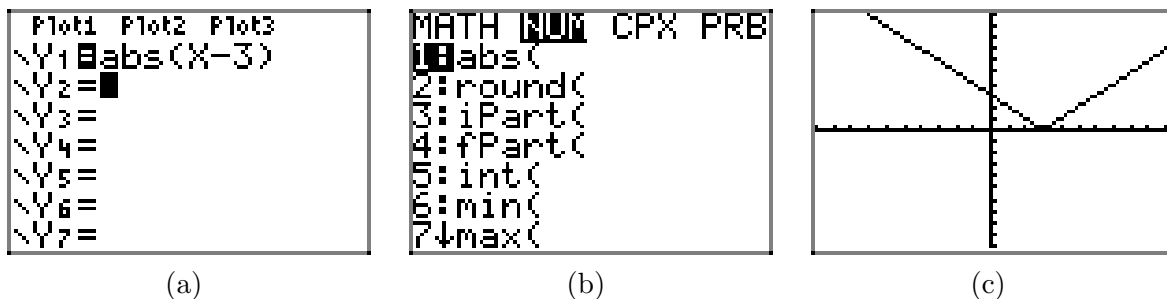 Plot1 Plot2 Plot3
\Y1=abs(X-3)
\Y2=
\Y3=
\Y4=
\Y5=
\Y6=
\Y7=
MATH NUM CPX PRB
1:abs(
2:round(
3:iPart(
4:fPart(
5:int(
6:min(
7↓max(
(a)
(b)
(c)